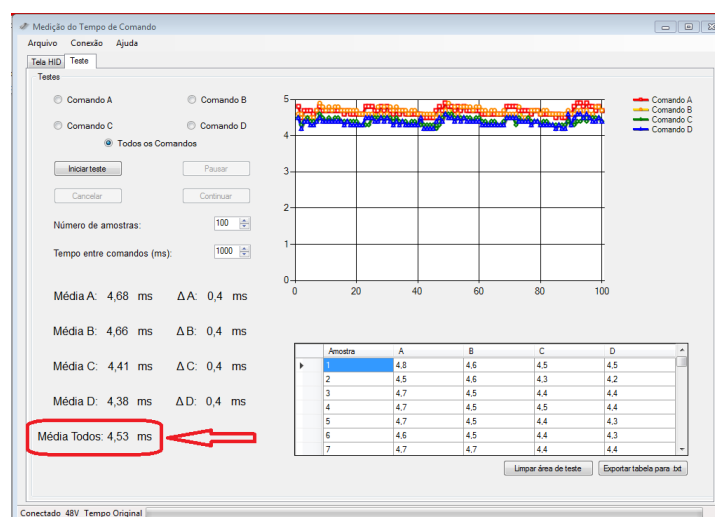 Medição do Tempo de Comando
Arquivo Conexão Ajuda
Tela HID Teste
Testes
Comando A Comando B
Comando C Comando D
Todos os Comandos
Iniciar teste Pausar
Cancelar Continuar
Número de amostras: 100
Tempo entre comandos (ms): 1000
Média A: 4,68 ms Δ A: 0,4 ms
Média B: 4,66 ms Δ B: 0,4 ms
Média C: 4,41 ms Δ C: 0,4 ms
Média D: 4,38 ms Δ D: 0,4 ms
Média Todos: 4,53 ms
5
4
3
2
1
0
0 20 40 60 80 100
Comando A
Comando B
Comando C
Comando D
Amostra A B C D
1 4,8 4,6 4,5 4,5
2 4,5 4,6 4,3 4,2
3 4,7 4,5 4,4 4,4
4 4,7 4,5 4,5 4,4
5 4,7 4,5 4,4 4,3
6 4,6 4,5 4,4 4,3
7 4,7 4,7 4,4 4,4
Limpar área de teste Exportar tabela para .txt
Conectado 48V Tempo Original